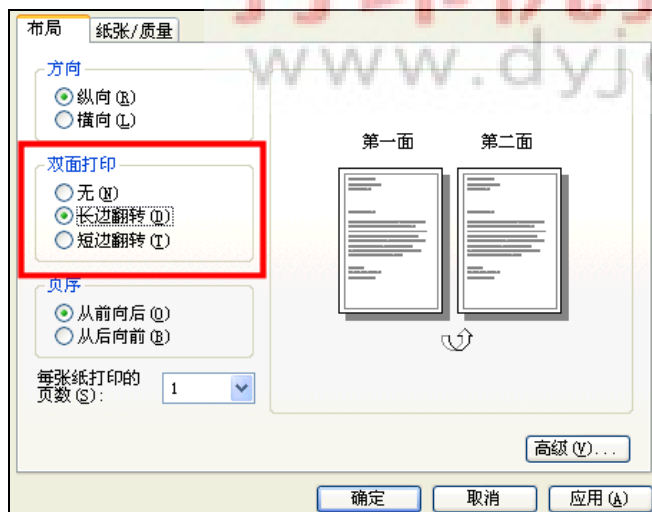 www.dyj
布局 纸张/质量
方向
纵向(R)
横向(L)
双面打印
无(N)
长边翻转(D)
短边翻转(T)
页序
从前向后(O)
从后向前(B)
每张纸打印的
页数(S): 1
第一面 第二面
高级(V)...
确定 取消 应用(A)